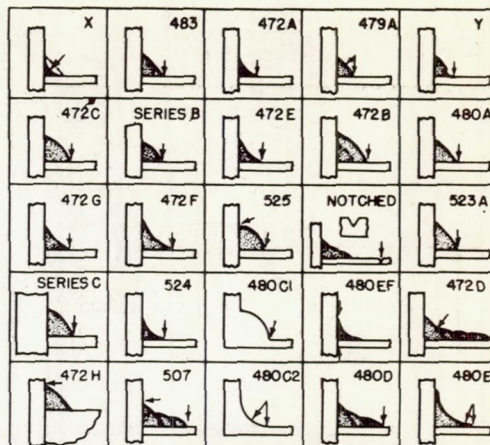 X 483 472A 479A Y
472C SERIES B 472E 472B 480A
472G 472F 525 NOTCHED 523A
SERIES C 524 480C1 480EF 472D
472H 507 480C2 480D 480E